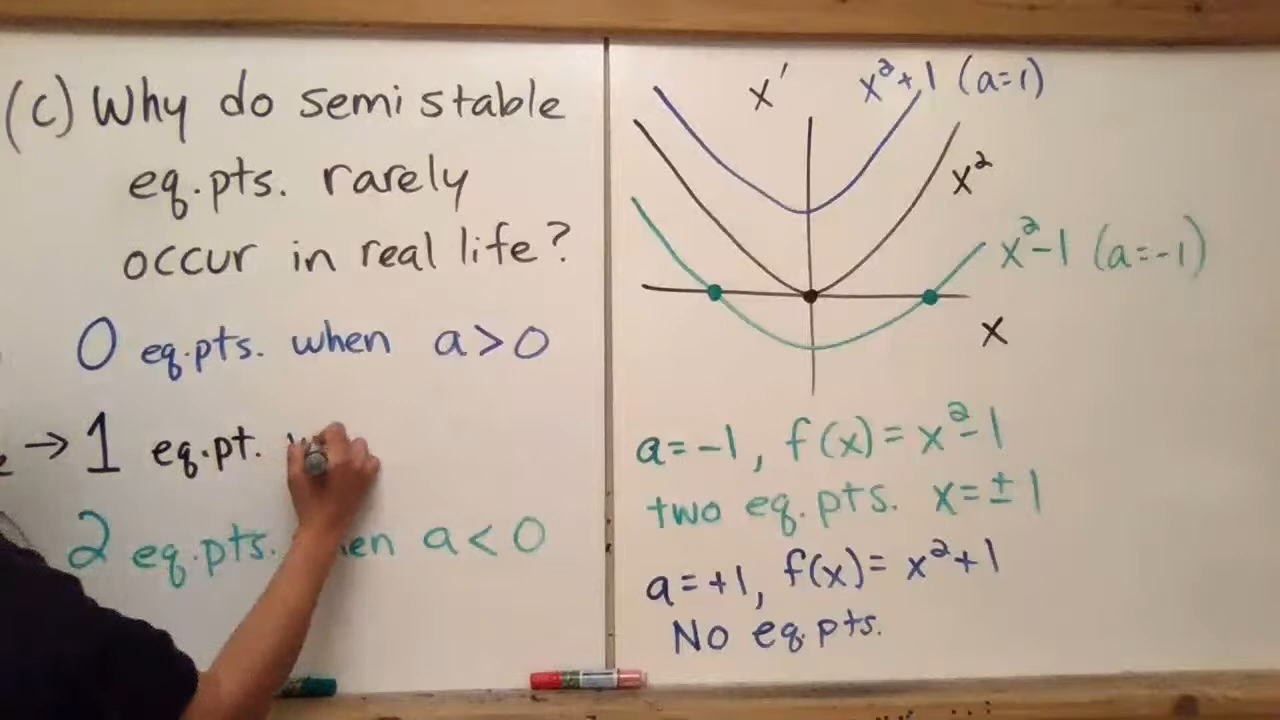 (c) Why do semi stable
eq.pts. rarely
occur in real life?
0 eq.pts. when a>0
→ 1 eq.pt.
2 eq.pts. a<0
x'
x²+1 (a=1)
x²
x²-1 (a=-1)
x
a=-1, f(x)=x²-1
two eq.pts. x=±1
a=+1, f(x)=x²+1
No eq.pts.